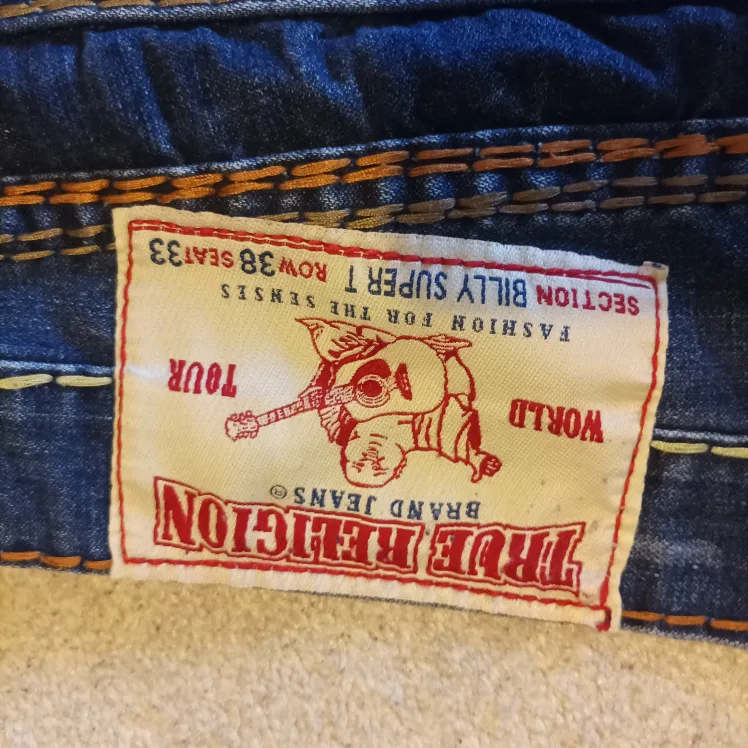 TRUE RELIGION
BRAND JEANS®
WORLD TOUR
FASHION FOR THE SENSES
SECTION BILLY SUPER T ROW 38 SEAT 33